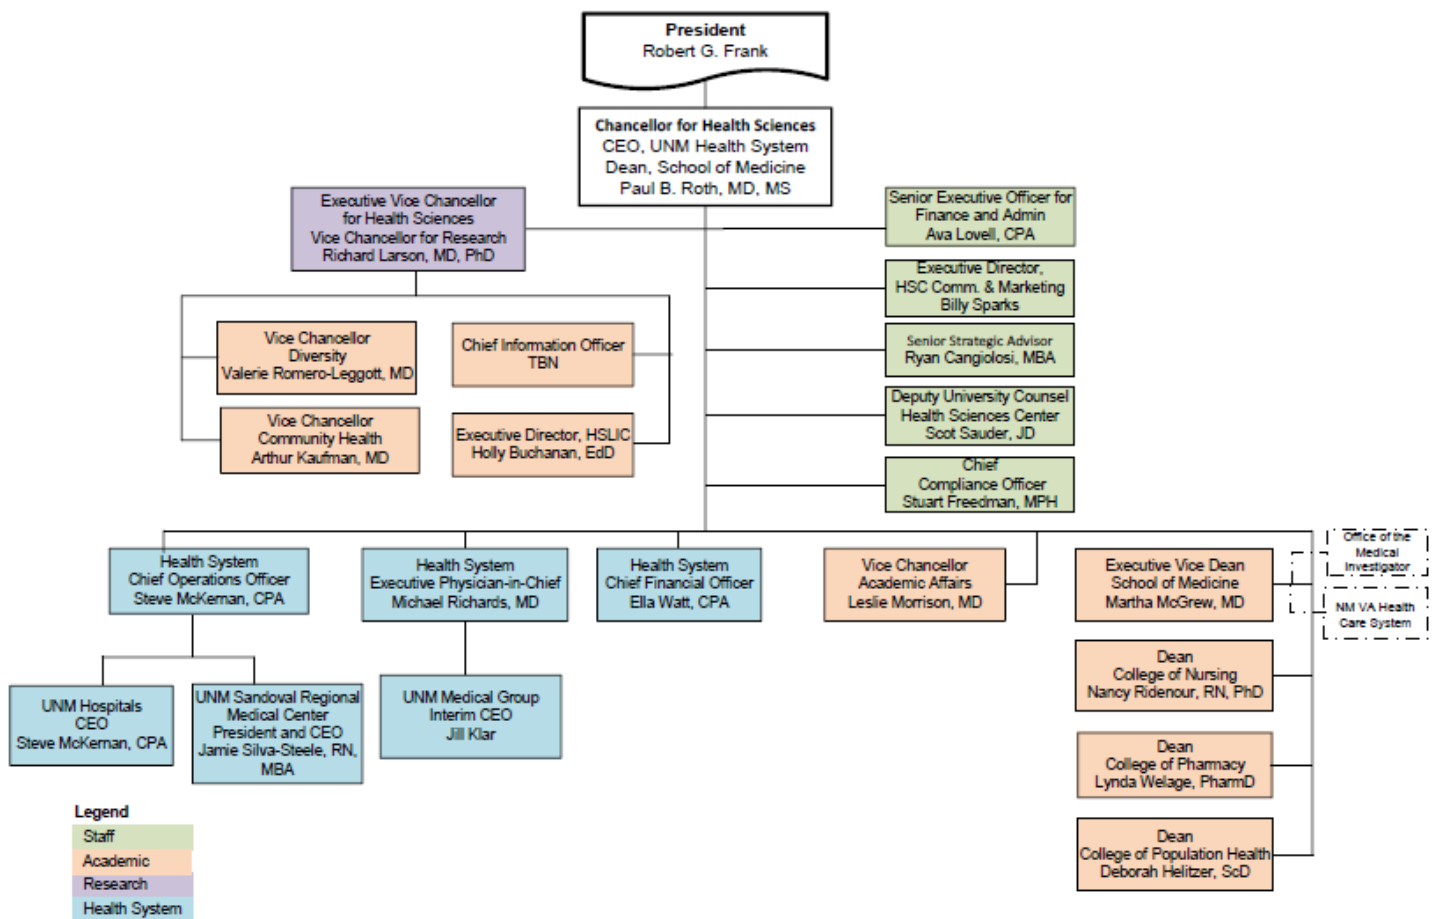 President
Robert G. Frank
Chancellor for Health Sciences
CEO, UNM Health System
Dean, School of Medicine
Paul B. Roth, MD, MS
Executive Vice Chancellor
for Health Sciences
Vice Chancellor for Research
Richard Larson, MD, PhD
Senior Executive Officer for
Finance and Admin
Ava Lovell, CPA
Executive Director,
HSC Comm. & Marketing
Billy Sparks
Senior Strategic Advisor
Ryan Cangiolosi, MBA
Deputy University Counsel
Health Sciences Center
Scot Sauder, JD
Chief
Compliance Officer
Stuart Freedman, MPH
Vice Chancellor
Diversity
Valerie Romero-Leggott, MD
Chief Information Officer
TBN
Vice Chancellor
Community Health
Arthur Kaufman, MD
Executive Director, HSLIC
Holly Buchanan, EdD
Health System
Chief Operations Officer
Steve McKernan, CPA
Health System
Executive Physician-in-Chief
Michael Richards, MD
Health System
Chief Financial Officer
Ella Watt, CPA
Vice Chancellor
Academic Affairs
Leslie Morrison, MD
Executive Vice Dean
School of Medicine
Martha McGrew, MD
Office of the
Medical
Investigator
NM VA Health
Care System
UNM Hospitals
CEO
Steve McKernan, CPA
UNM Sandoval Regional
Medical Center
President and CEO
Jamie Silva-Steele, RN,
MBA
UNM Medical Group
Interim CEO
Jill Klar
Dean
College of Nursing
Nancy Ridenour, RN, PhD
Dean
College of Pharmacy
Lynda Welage, PharmD
Dean
College of Population Health
Deborah Helitzer, ScD
Legend
Staff
Academic
Research
Health System